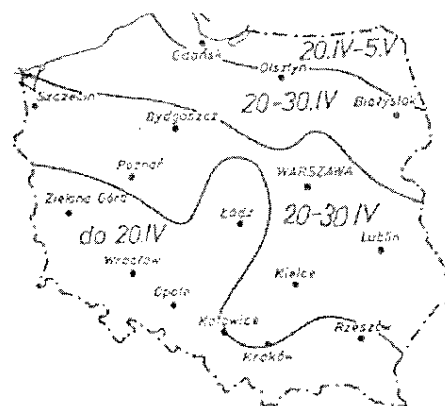 20.IV-5.V
Gdańsk
Olsztyn
Szczecin
20-30.IV
Białystok
Bydgoszcz
Poznań
WARSZAWA
Zielona Góra
Łódź
20-30 IV
do 20.IV
Lublin
Wrocław
Kielce
Opole
Katowice
Rzeszów
Kraków